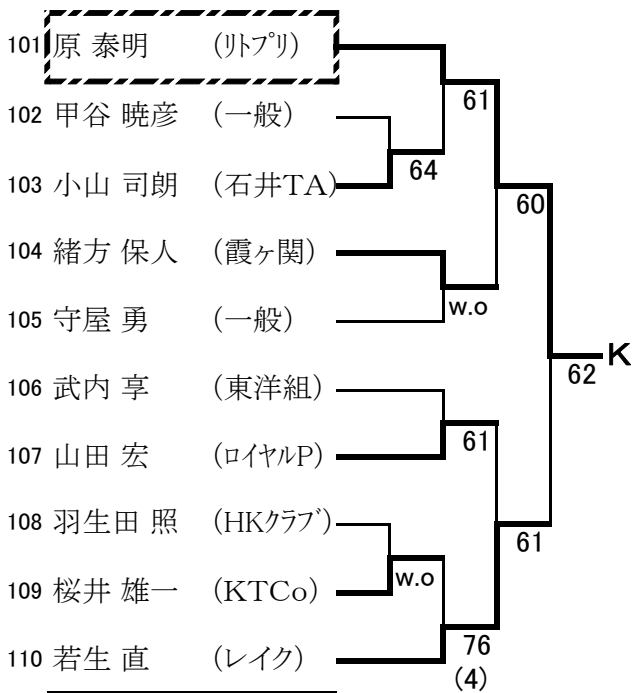 101 原 泰明 (リトプリ)
61
102 甲谷 暁彦 (一般)
64
103 小山 司朗 (石井TA)
60
104 緒方 保人 (霞ヶ関)
w.o
105 守屋 勇 (一般)
62 K
106 武内 享 (東洋組)
61
107 山田 宏 (ロイヤルP)
108 羽生田 照 (HKクラブ)
61
w.o
109 桜井 雄一 (KTCo)
76
(4)
110 若生 直 (レイク)